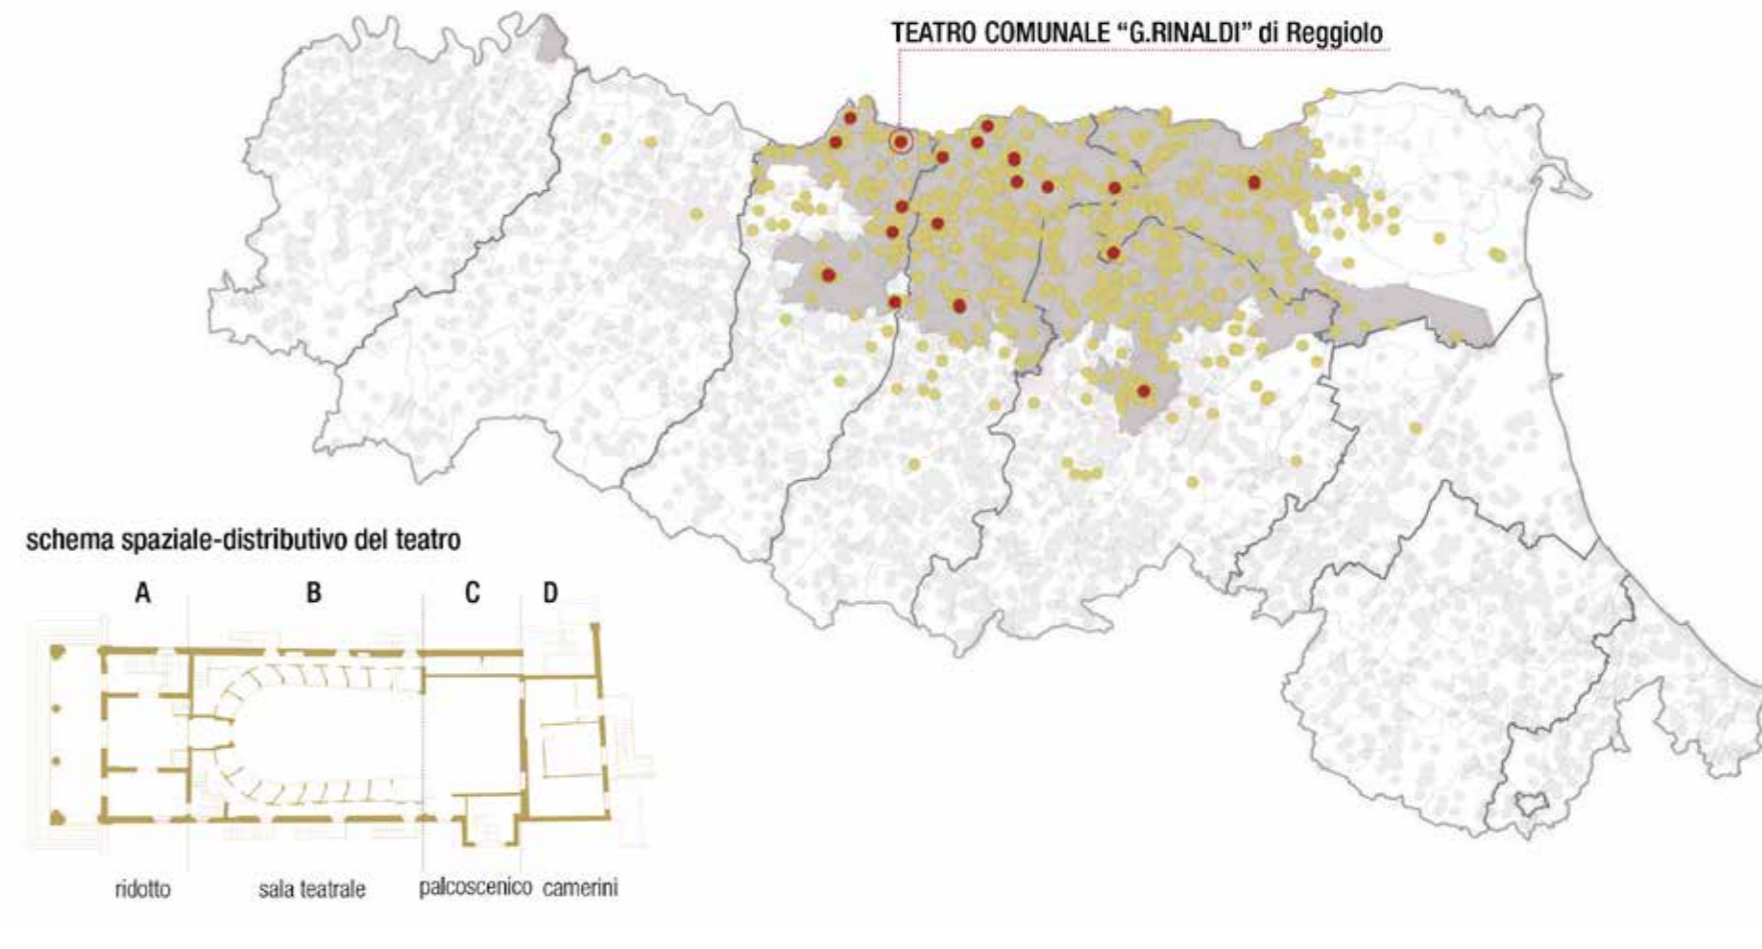 TEATRO COMUNALE “G.RINALDI” di Reggiolo
schema spaziale-distributivo del teatro
A B C D
ridotto sala teatrale palcoscenico camerini